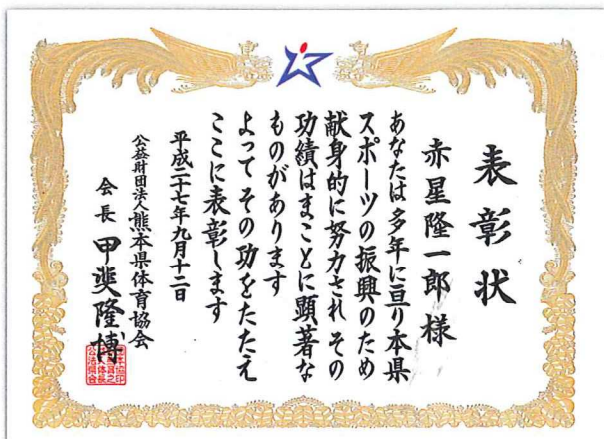 表彰状
赤星隆一郎様
あなたは多年に亘り本県
スポーツの振興のため
献身的に努力され その
功績はまことに顕著な
ものがあります
よってその功をたたえ
ここに表彰します
平成二十七年九月十二日
公益財団法人熊本県体育協会
会長 甲斐隆博